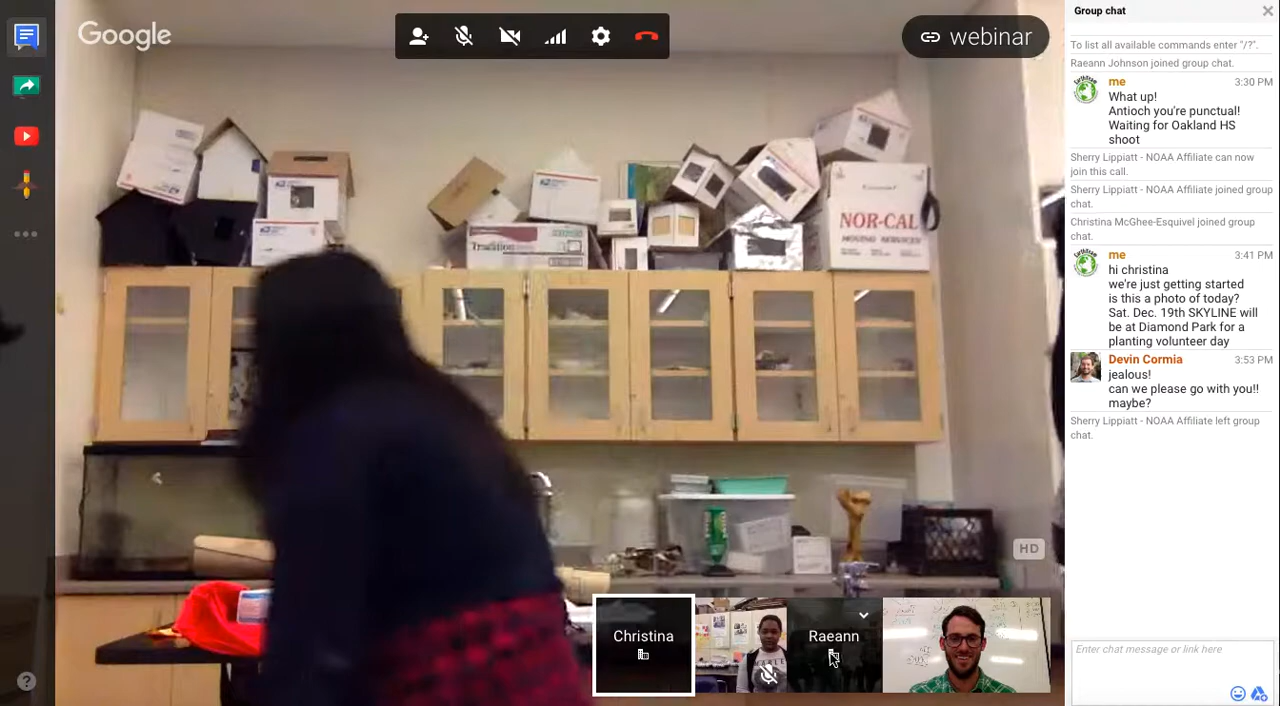 Google
webinar
Group chat
To list all available commands enter "/?".
Raeann Johnson joined group chat.
me 3:30 PM
What up!
Antioch you're punctual!
Waiting for Oakland HS
shoot
Sherry Lippiatt - NOAA Affiliate can now
join this call.
Sherry Lippiatt - NOAA Affiliate joined group
chat.
Christina McGhee-Esquivel joined group
chat.
me 3:41 PM
hi christina
we're just getting started
is this a photo of today?
Sat. Dec. 19th SKYLINE will
be at Diamond Park for a
planting volunteer day
Devin Cormia 3:53 PM
jealous!
can we please go with you!!
maybe?
Sherry Lippiatt - NOAA Affiliate left group
chat.
Enter chat message or link here
NOR-CAL
MOVING SERVICES
Tradition
HD
Christina
Raeann
?